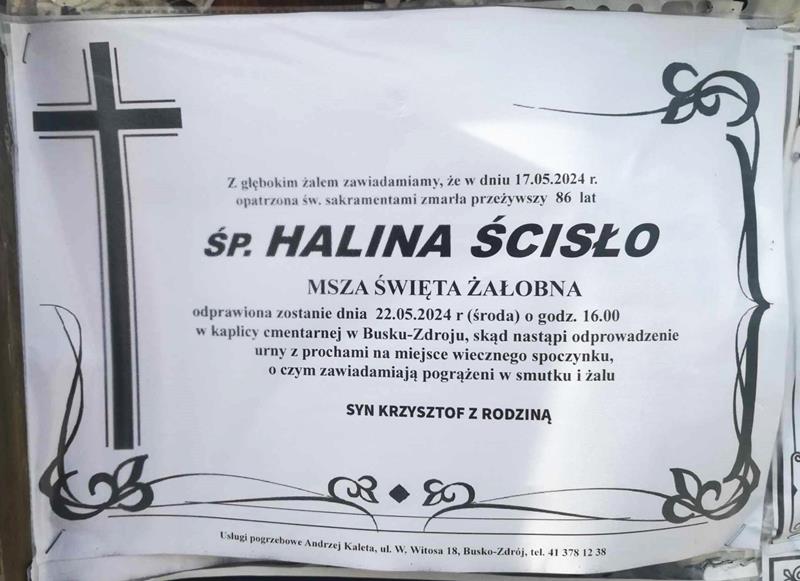 Z głębokim żalem zawiadamiamy, że w dniu 17.05.2024 r.
opatrzona św. sakramentami zmarła przeżywszy 86 lat
ŚP. HALINA ŚCISŁO
MSZA ŚWIĘTA ŻAŁOBNA
odprawiona zostanie dnia 22.05.2024 r (środa) o godz. 16.00
w kaplicy cmentarnej w Busku-Zdroju, skąd nastąpi odprowadzenie
urny z prochami na miejsce wiecznego spoczynku,
o czym zawiadamiają pogrążeni w smutku i żalu
SYN KRZYSZTOF Z RODZINĄ
Usługi pogrzebowe Andrzej Kaleta, ul. W, Witosa 18, Busko-Zdrój, tel. 41 378 12 38